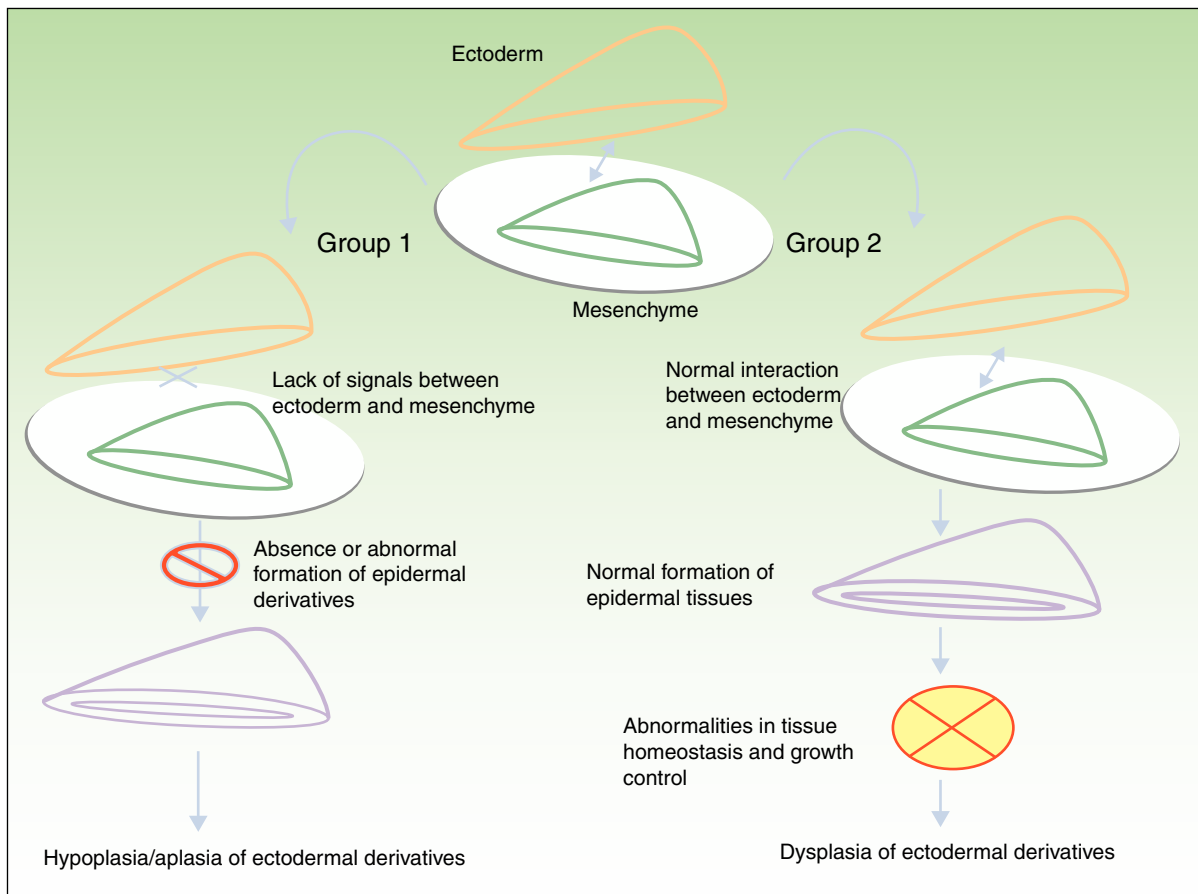 Ectoderm
Group 1
Group 2
Mesenchyme
Lack of signals between
ectoderm and mesenchyme
Normal interaction
between ectoderm
and mesenchyme
Absence or abnormal
formation of epidermal
derivatives
Normal formation of
epidermal tissues
Abnormalities in tissue
homeostasis and growth
control
Hypoplasia/aplasia of ectodermal derivatives
Dysplasia of ectodermal derivatives